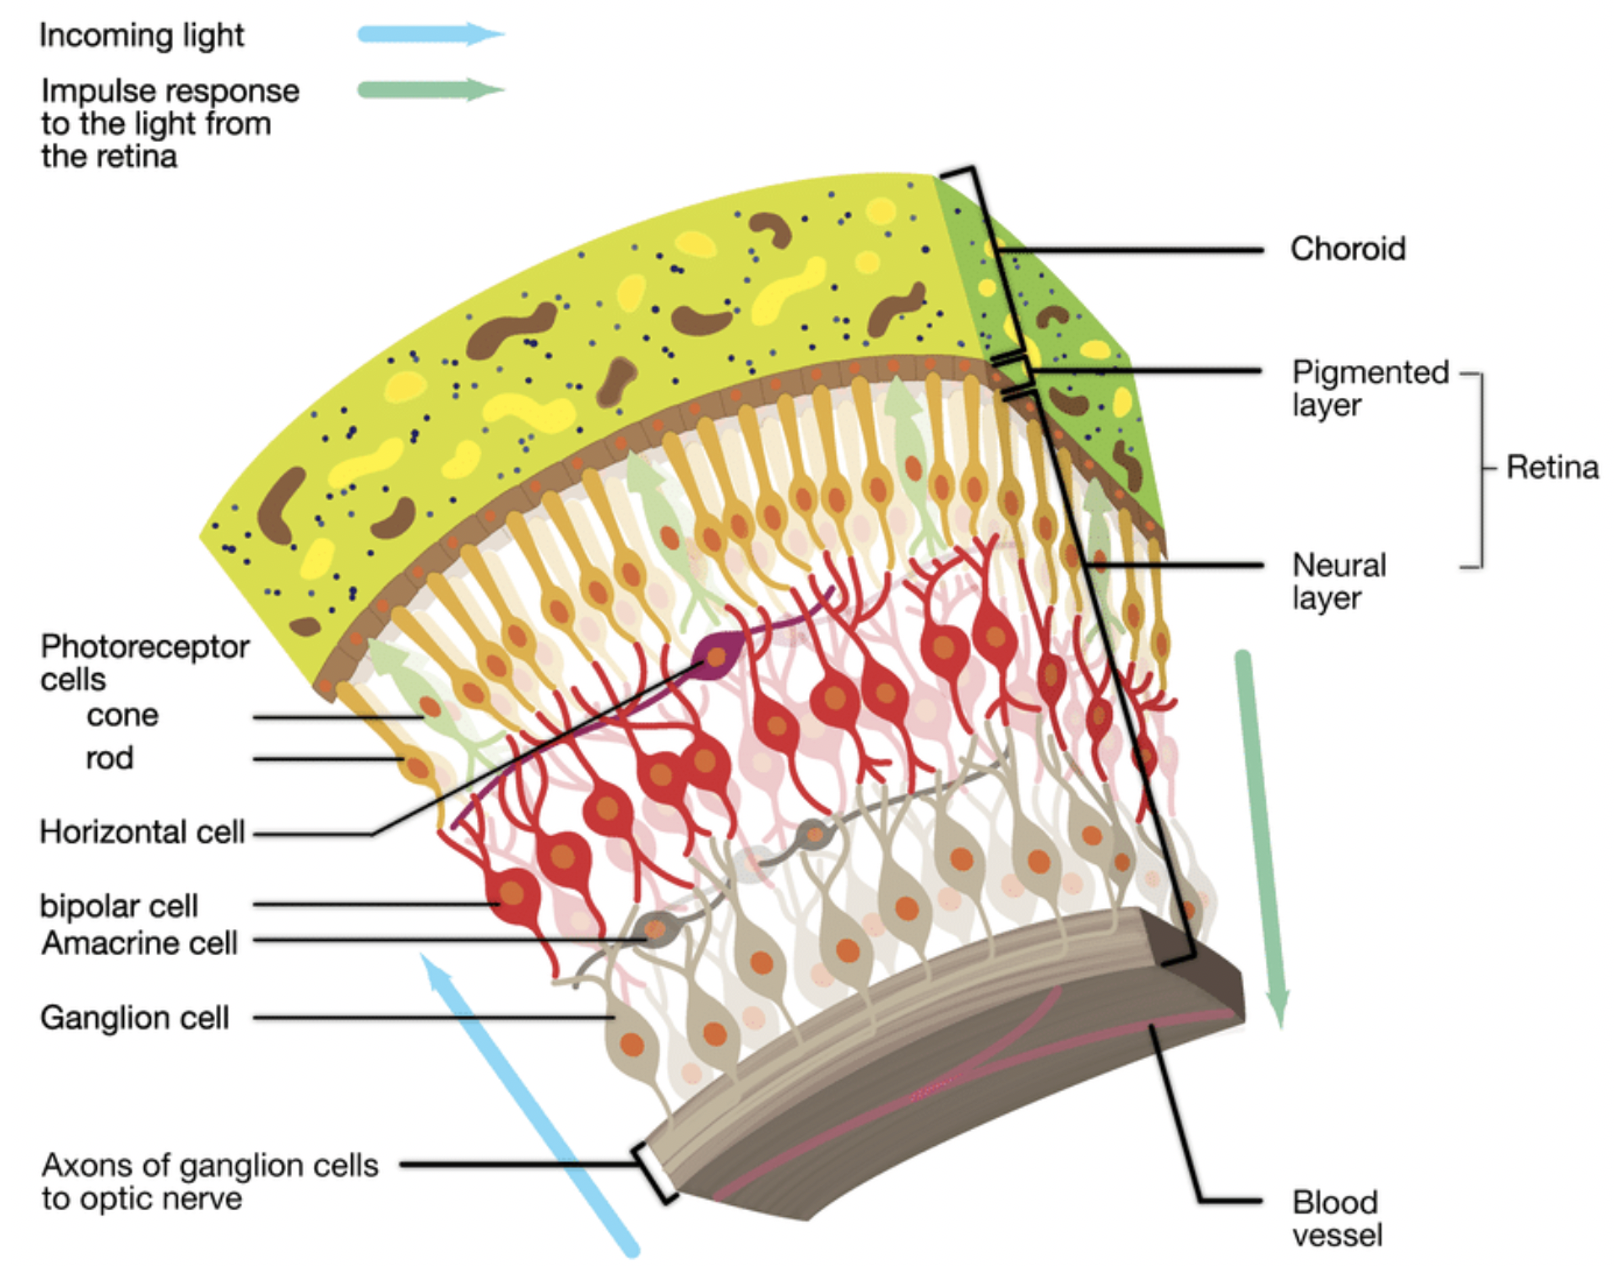 Incoming light
Impulse response
to the light from
the retina
Choroid
Pigmented
layer
Retina
Neural
layer
Photoreceptor
cells
cone
rod
Horizontal cell
bipolar cell
Amacrine cell
Ganglion cell
Axons of ganglion cells
to optic nerve
Blood
vessel